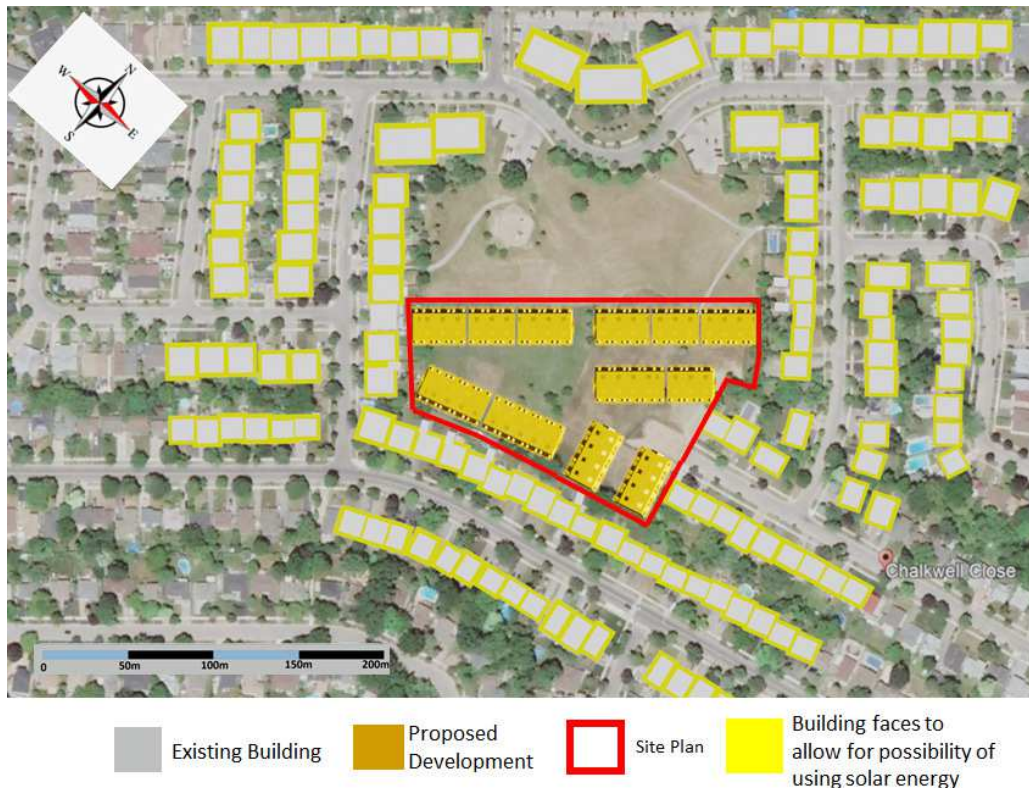 N
W
E
S
Chalkwell Close
0 50m 100m 150m 200m
Existing Building
Proposed
Development
Site Plan
Building faces to
allow for possibility of
using solar energy